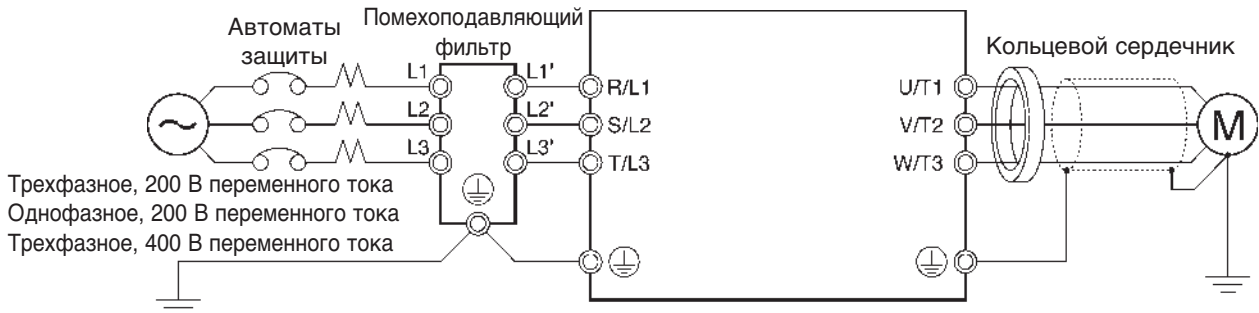 Автоматы
защиты
Помехоподавляющий
фильтр
Кольцевой сердечник
L1
L1'
R/L1
U/T1
L2
L2'
S/L2
V/T2
M
L3
L3'
T/L3
W/T3
Трехфазное, 200 В переменного тока
Однофазное, 200 В переменного тока
Трехфазное, 400 В переменного тока